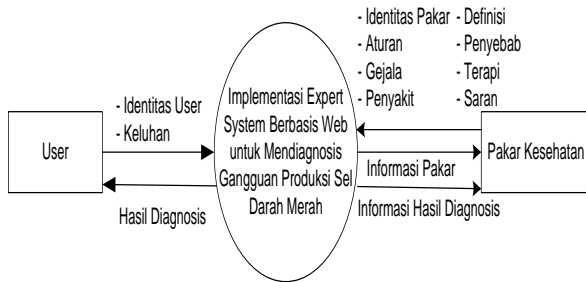 - Identitas Pakar - Definisi
- Aturan - Penyebab
- Gejala - Terapi
- Penyakit - Saran
- Identitas User
- Keluhan
User
Implementasi Expert
System Berbasis Web
untuk Mendiagnosis
Gangguan Produksi Sel
Darah Merah
Pakar Kesehatan
Informasi Pakar
Hasil Diagnosis
Informasi Hasil Diagnosis